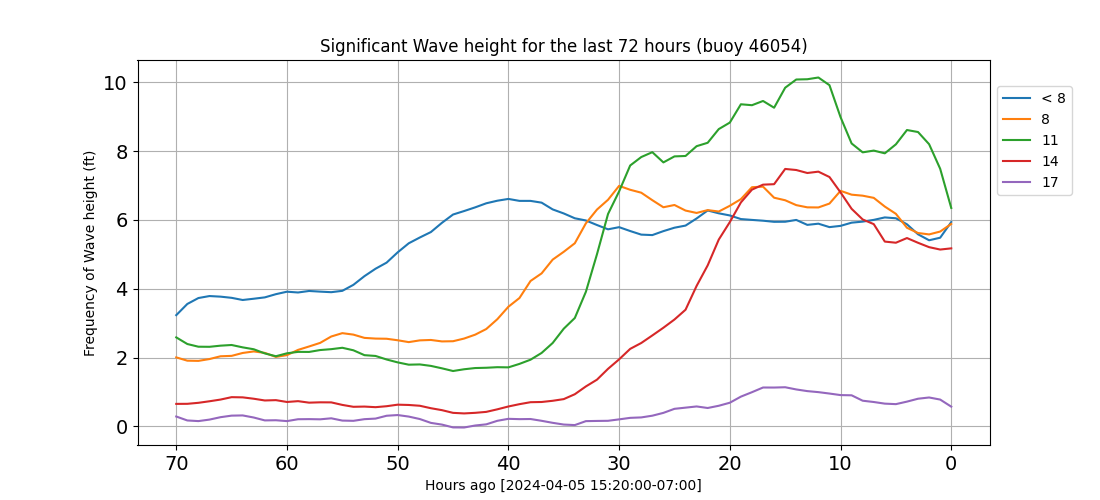 Significant Wave height for the last 72 hours (buoy 46054)
Frequency of Wave height (ft)
10
8
6
4
2
0
70 60 50 40 30 20 10 0
Hours ago [2024-04-05 15:20:00-07:00]
< 8
8
11
14
17